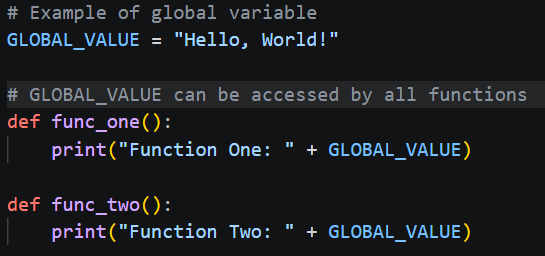 # Example of global variable
GLOBAL_VALUE = "Hello, World!"
# GLOBAL_VALUE can be accessed by all functions
def func_one():
    print("Function One: " + GLOBAL_VALUE)
def func_two():
    print("Function Two: " + GLOBAL_VALUE)